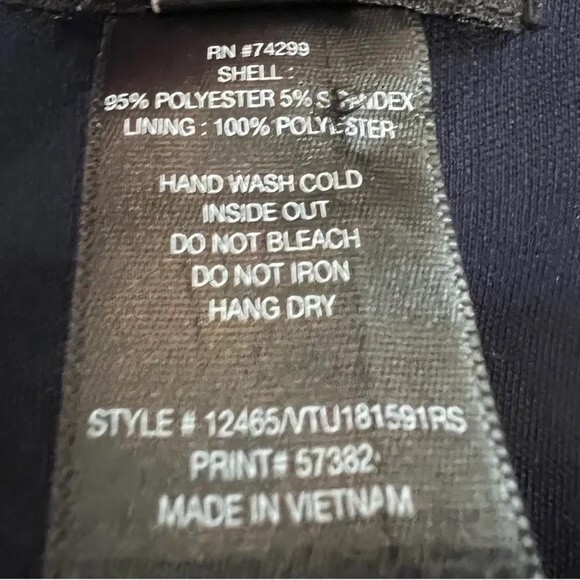 RN #74299
SHELL :
95% POLYESTER 5% SPANDEX
LINING : 100% POLYESTER
HAND WASH COLD
INSIDE OUT
DO NOT BLEACH
DO NOT IRON
HANG DRY
STYLE # 12465/VTU181591RS
PRINT# 57382
MADE IN VIETNAM